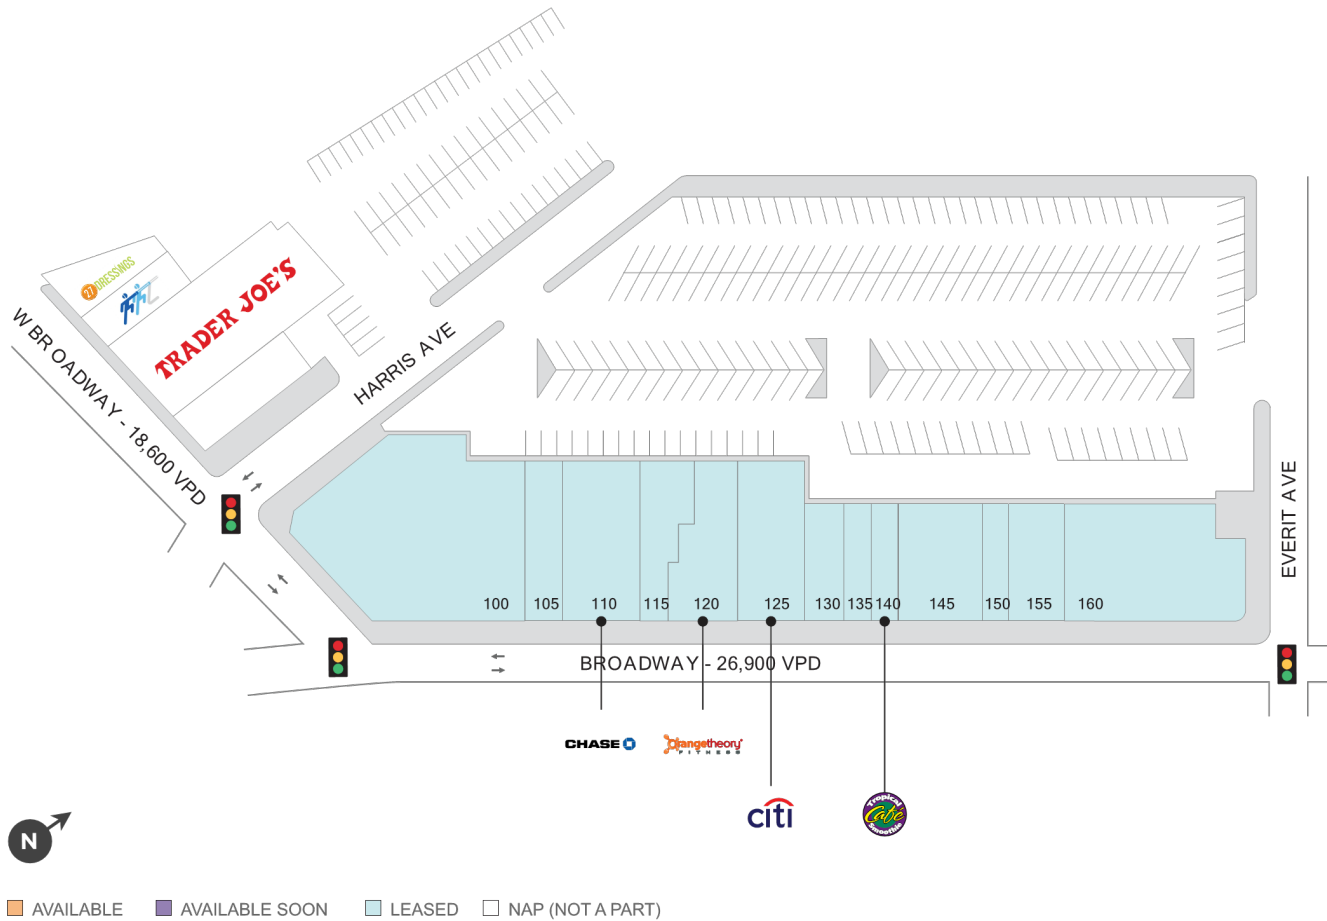 27 DRESSINGS
TRADER JOE'S
W BROADWAY - 18,600 VPD
HARRIS AVE
EVERIT AVE
100 105 110 115 120 125 130 135 140 145 150 155 160
BROADWAY - 26,900 VPD
CHASE
orangetheory
FITNESS
citi
Tropical
Cafe
Smoothie
N
AVAILABLE
AVAILABLE SOON
LEASED
NAP (NOT A PART)